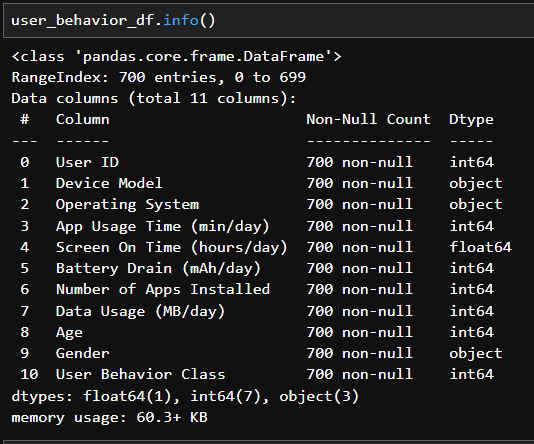 user_behavior_df.info()
<class 'pandas.core.frame.DataFrame'>
RangeIndex: 700 entries, 0 to 699
Data columns (total 11 columns):
 #   Column                      Non-Null Count  Dtype
---  ------                      --------------  -----
 0   User ID                     700 non-null    int64
 1   Device Model                700 non-null    object
 2   Operating System            700 non-null    object
 3   App Usage Time (min/day)    700 non-null    int64
 4   Screen On Time (hours/day)  700 non-null    float64
 5   Battery Drain (mAh/day)     700 non-null    int64
 6   Number of Apps Installed    700 non-null    int64
 7   Data Usage (MB/day)         700 non-null    int64
 8   Age                         700 non-null    int64
 9   Gender                      700 non-null    object
 10  User Behavior Class         700 non-null    int64
dtypes: float64(1), int64(7), object(3)
memory usage: 60.3+ KB